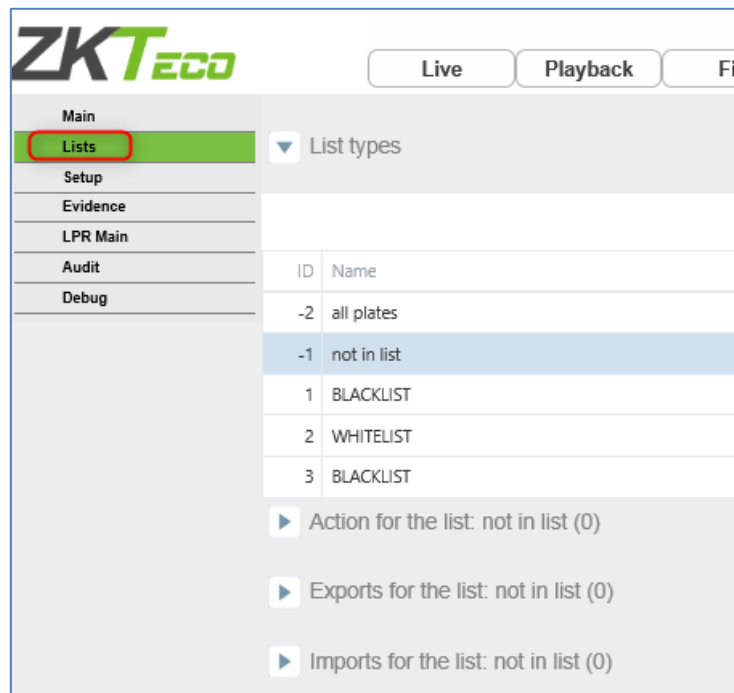 ZKTECO
Live Playback Fi
Main
Lists
Setup
Evidence
LPR Main
Audit
Debug
List types
ID Name
-2 all plates
-1 not in list
1 BLACKLIST
2 WHITELIST
3 BLACKLIST
Action for the list: not in list (0)
Exports for the list: not in list (0)
Imports for the list: not in list (0)